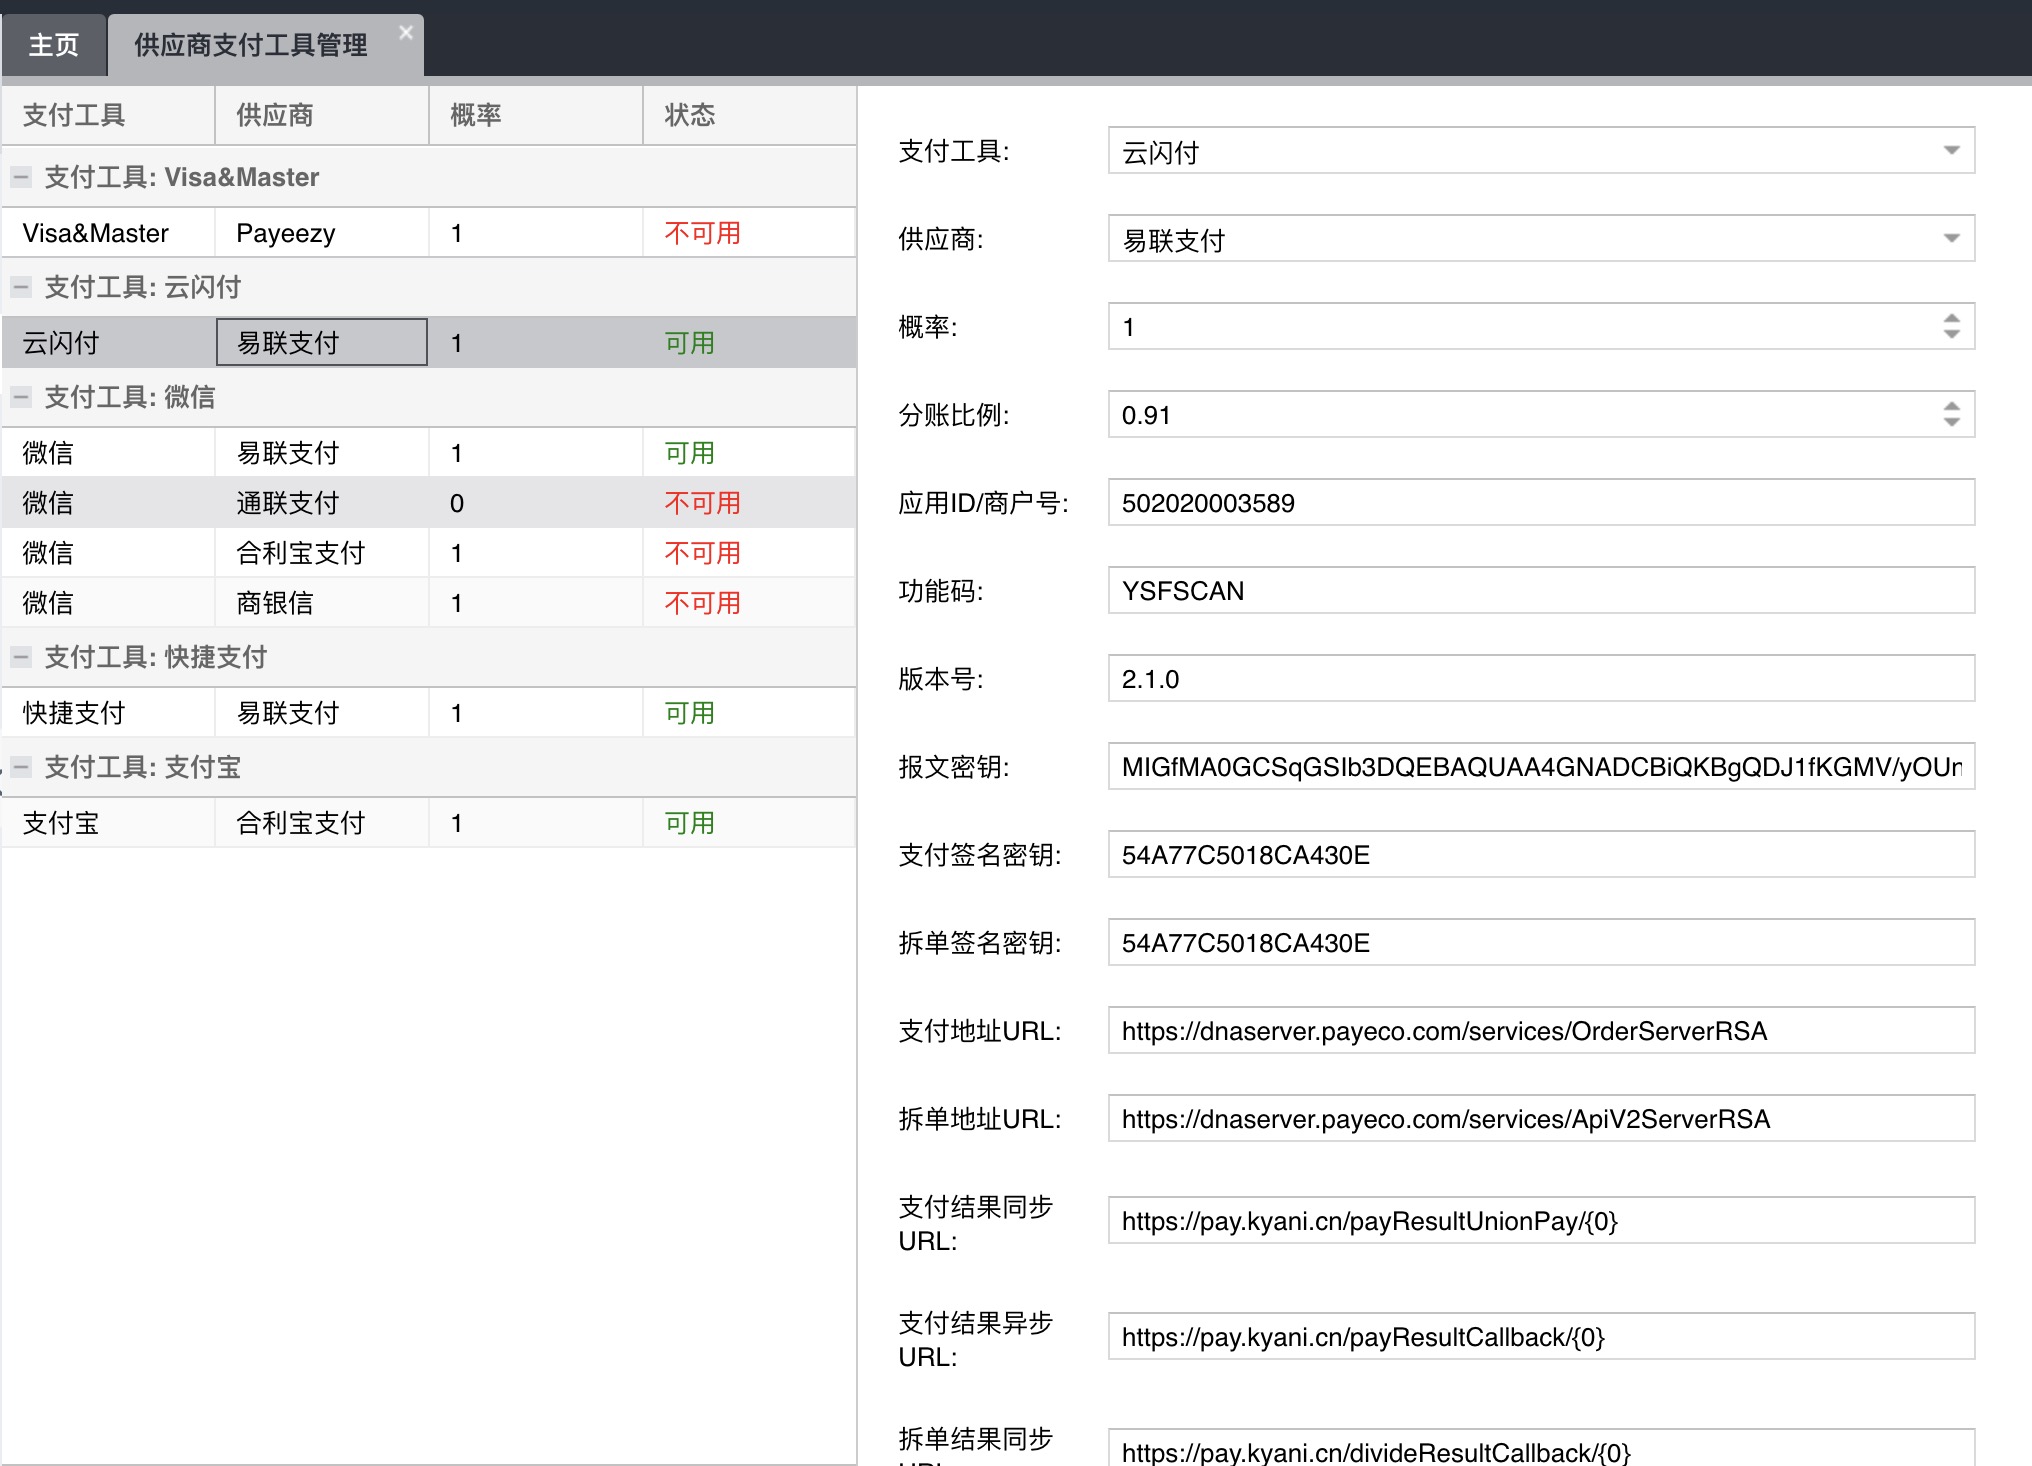 主页
供应商支付工具管理
支付工具 供应商 概率 状态
支付工具: Visa&Master
Visa&Master Payeezy 1 不可用
支付工具: 云闪付
云闪付 易联支付 1 可用
支付工具: 微信
微信 易联支付 1 可用
微信 通联支付 0 不可用
微信 合利宝支付 1 不可用
微信 商银信 1 不可用
支付工具: 快捷支付
快捷支付 易联支付 1 可用
支付工具: 支付宝
支付宝 合利宝支付 1 可用
支付工具: 云闪付
供应商: 易联支付
概率: 1
分账比例: 0.91
应用ID/商户号: 502020003589
功能码: YSFSCAN
版本号: 2.1.0
报文密钥: MIGfMA0GCSqGSIb3DQEBAQUAA4GNADCBiQKBgQDJ1fKGMV/yOUn
支付签名密钥: 54A77C5018CA430E
拆单签名密钥: 54A77C5018CA430E
支付地址URL: https://dnaserver.payeco.com/services/OrderServerRSA
拆单地址URL: https://dnaserver.payeco.com/services/ApiV2ServerRSA
支付结果同步
URL: https://pay.kyani.cn/payResultUnionPay/{0}
支付结果异步
URL: https://pay.kyani.cn/payResultCallback/{0}
拆单结果同步
https://pay.kyani.cn/divideResultCallback/{0}